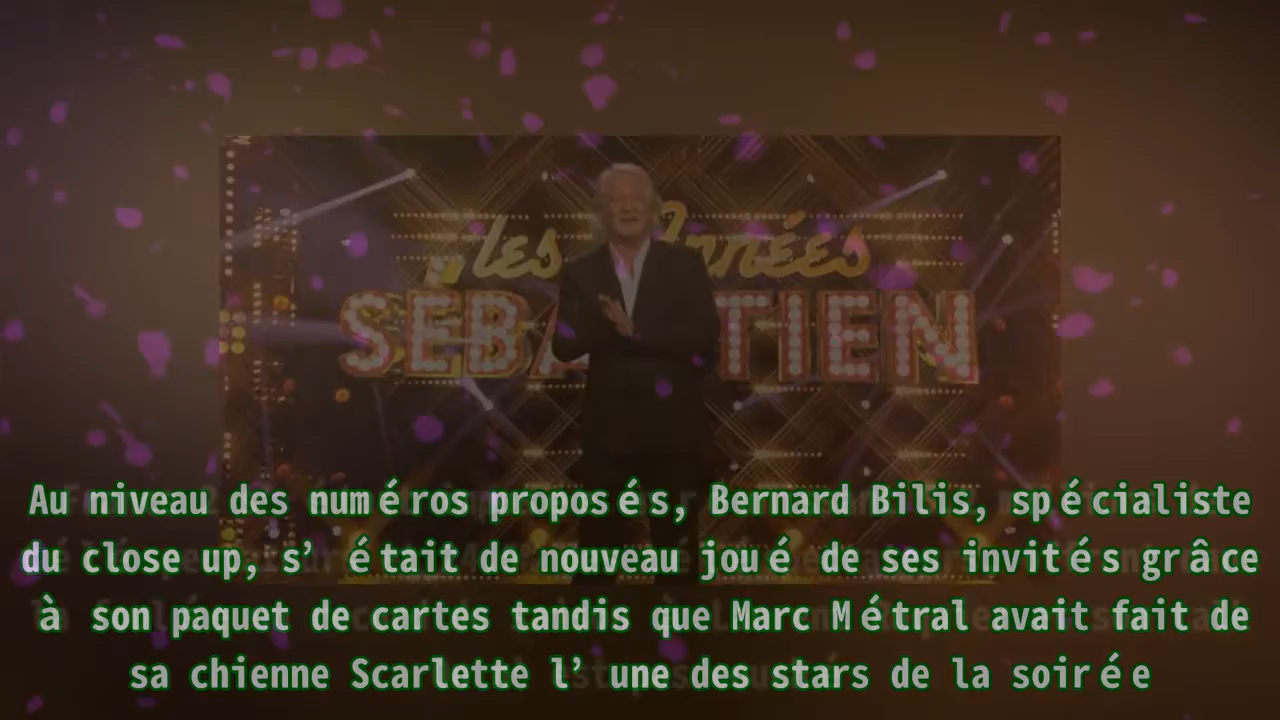 Les Années
SEBASTIEN
Au niveau des numéros proposés, Bernard Bilis, spécialiste
du close up, s’ était de nouveau joué de ses invités grâce
à son paquet de cartes tandis que Marc Métral avait fait de
sa chienne Scarlette l’ une des stars de la soirée